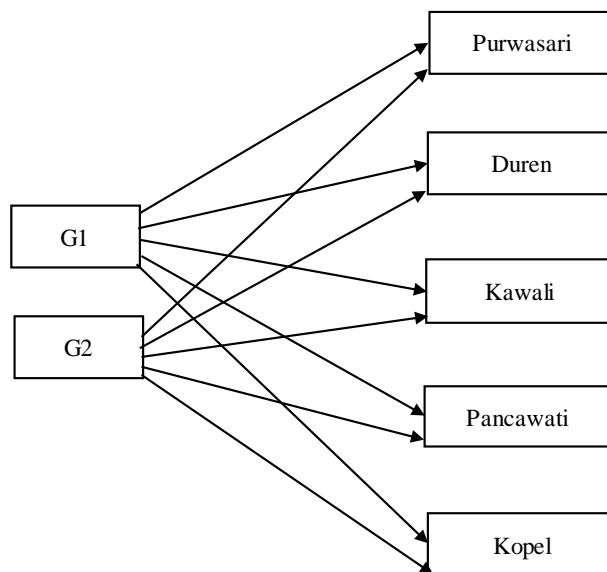 Purwasari
Duren
G1
Kawali
G2
Pancawati
Kopel